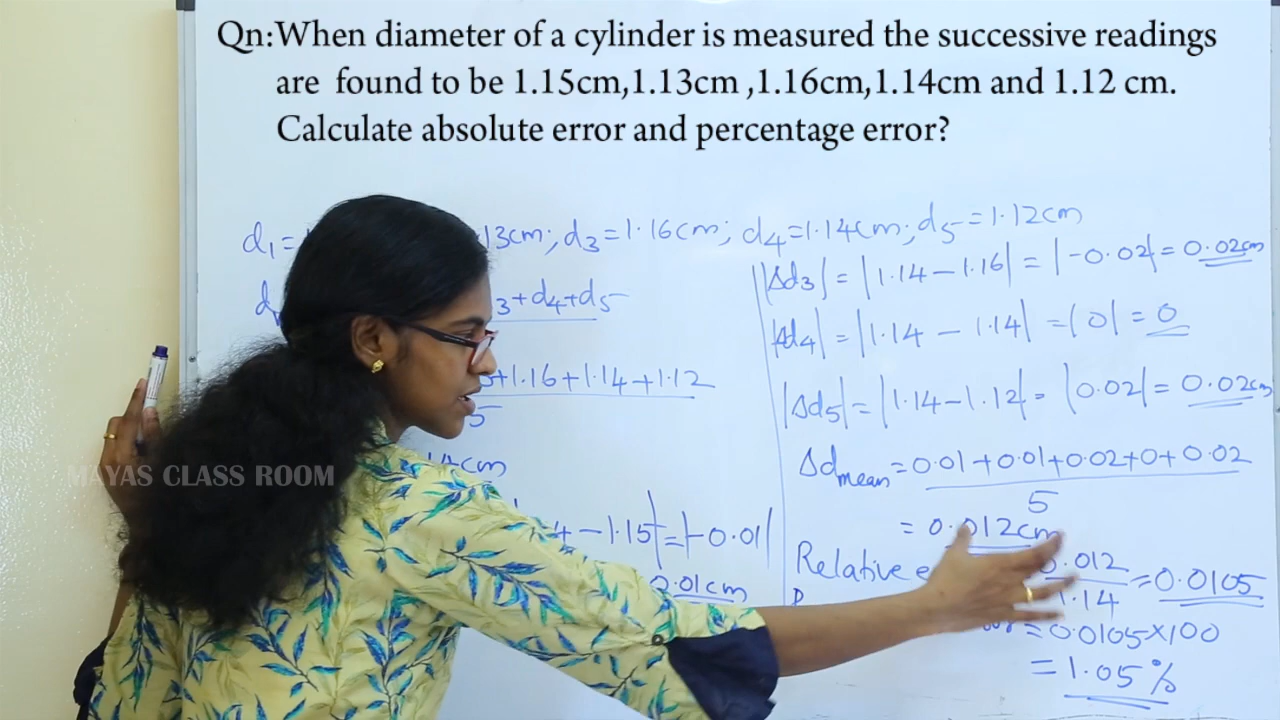 Qn:When diameter of a cylinder is measured the successive readings
are found to be 1.15cm,1.13cm ,1.16cm,1.14cm and 1.12 cm.
Calculate absolute error and percentage error?
d1= 13cm; d3=1.16cm; d4=1.14cm; d5=1.12cm
3+d4+d5
+1.16+1.14+1.12
5
cm
4-1.15|=|-0.01|
0.01cm
|Δd3|=|1.14-1.16|=|-0.02|=0.02cm
|Δd4|=|1.14-1.14|=|0|=0
|Δd5|=|1.14-1.12|=|0.02|=0.02cm
Δdmean=0.01+0.01+0.02+0+0.02
5
=0.012cm
Relative e 0.012
1.14
=0.0105
=0.0105×100
=1.05%
MAYAS CLASS ROOM